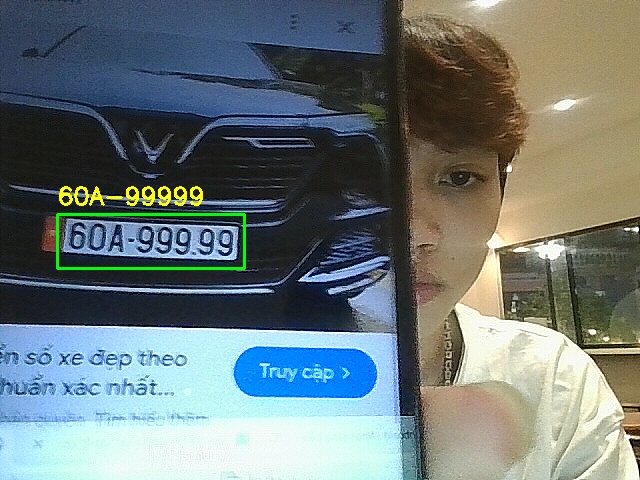 60A-99999
60A-999.99
ển số xe đẹp theo
huẩn xác nhất...
Truy cập >